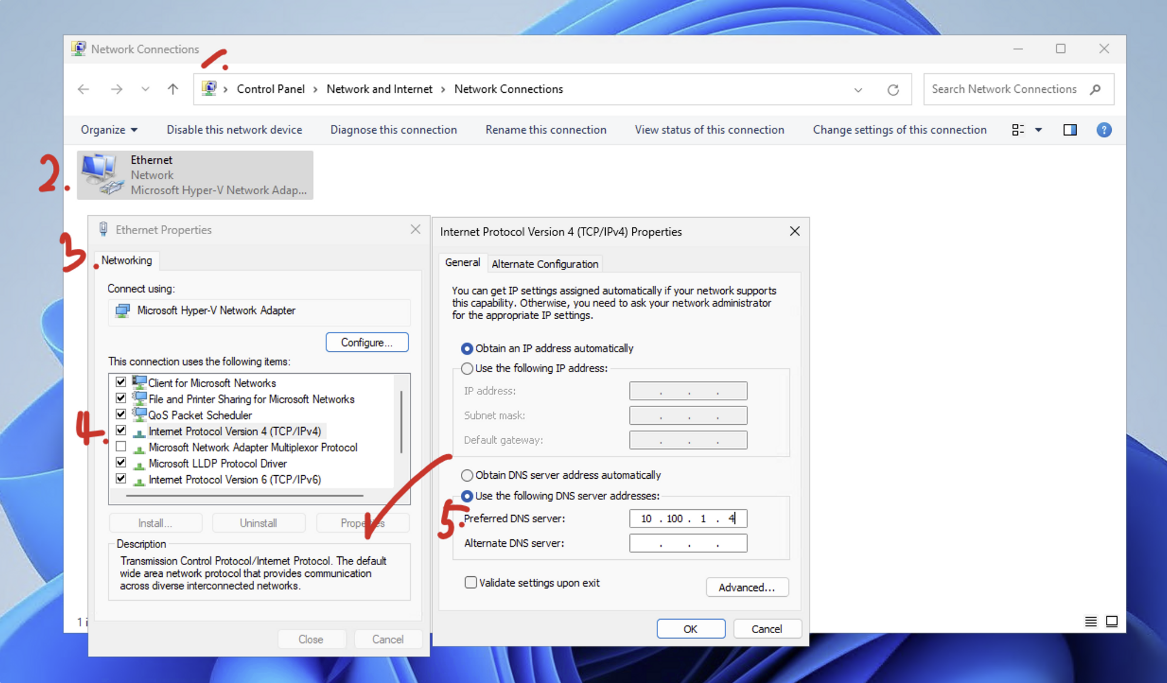 Network Connections
1.
Control Panel > Network and Internet > Network Connections
Search Network Connections
Organize Disable this network device Diagnose this connection Rename this connection View status of this connection Change settings of this connection
2.
Ethernet
Network
Microsoft Hyper-V Network Adap...
Ethernet Properties
3.
Networking
Connect using:
Microsoft Hyper-V Network Adapter
Configure...
This connection uses the following items:
Client for Microsoft Networks
File and Printer Sharing for Microsoft Networks
QoS Packet Scheduler
4.
Internet Protocol Version 4 (TCP/IPv4)
Microsoft Network Adapter Multiplexor Protocol
Microsoft LLDP Protocol Driver
Internet Protocol Version 6 (TCP/IPv6)
Install... Uninstall Properties
Description
Transmission Control Protocol/Internet Protocol. The default
wide area network protocol that provides communication
across diverse interconnected networks.
Close Cancel
Internet Protocol Version 4 (TCP/IPv4) Properties
General Alternate Configuration
You can get IP settings assigned automatically if your network supports
this capability. Otherwise, you need to ask your network administrator
for the appropriate IP settings.
Obtain an IP address automatically
Use the following IP address:
IP address: . . .
Subnet mask: . . .
Default gateway: . . .
Obtain DNS server address automatically
Use the following DNS server addresses:
5.
Preferred DNS server: 10 . 100 . 1 . 4
Alternate DNS server: . . .
Validate settings upon exit
Advanced...
OK Cancel